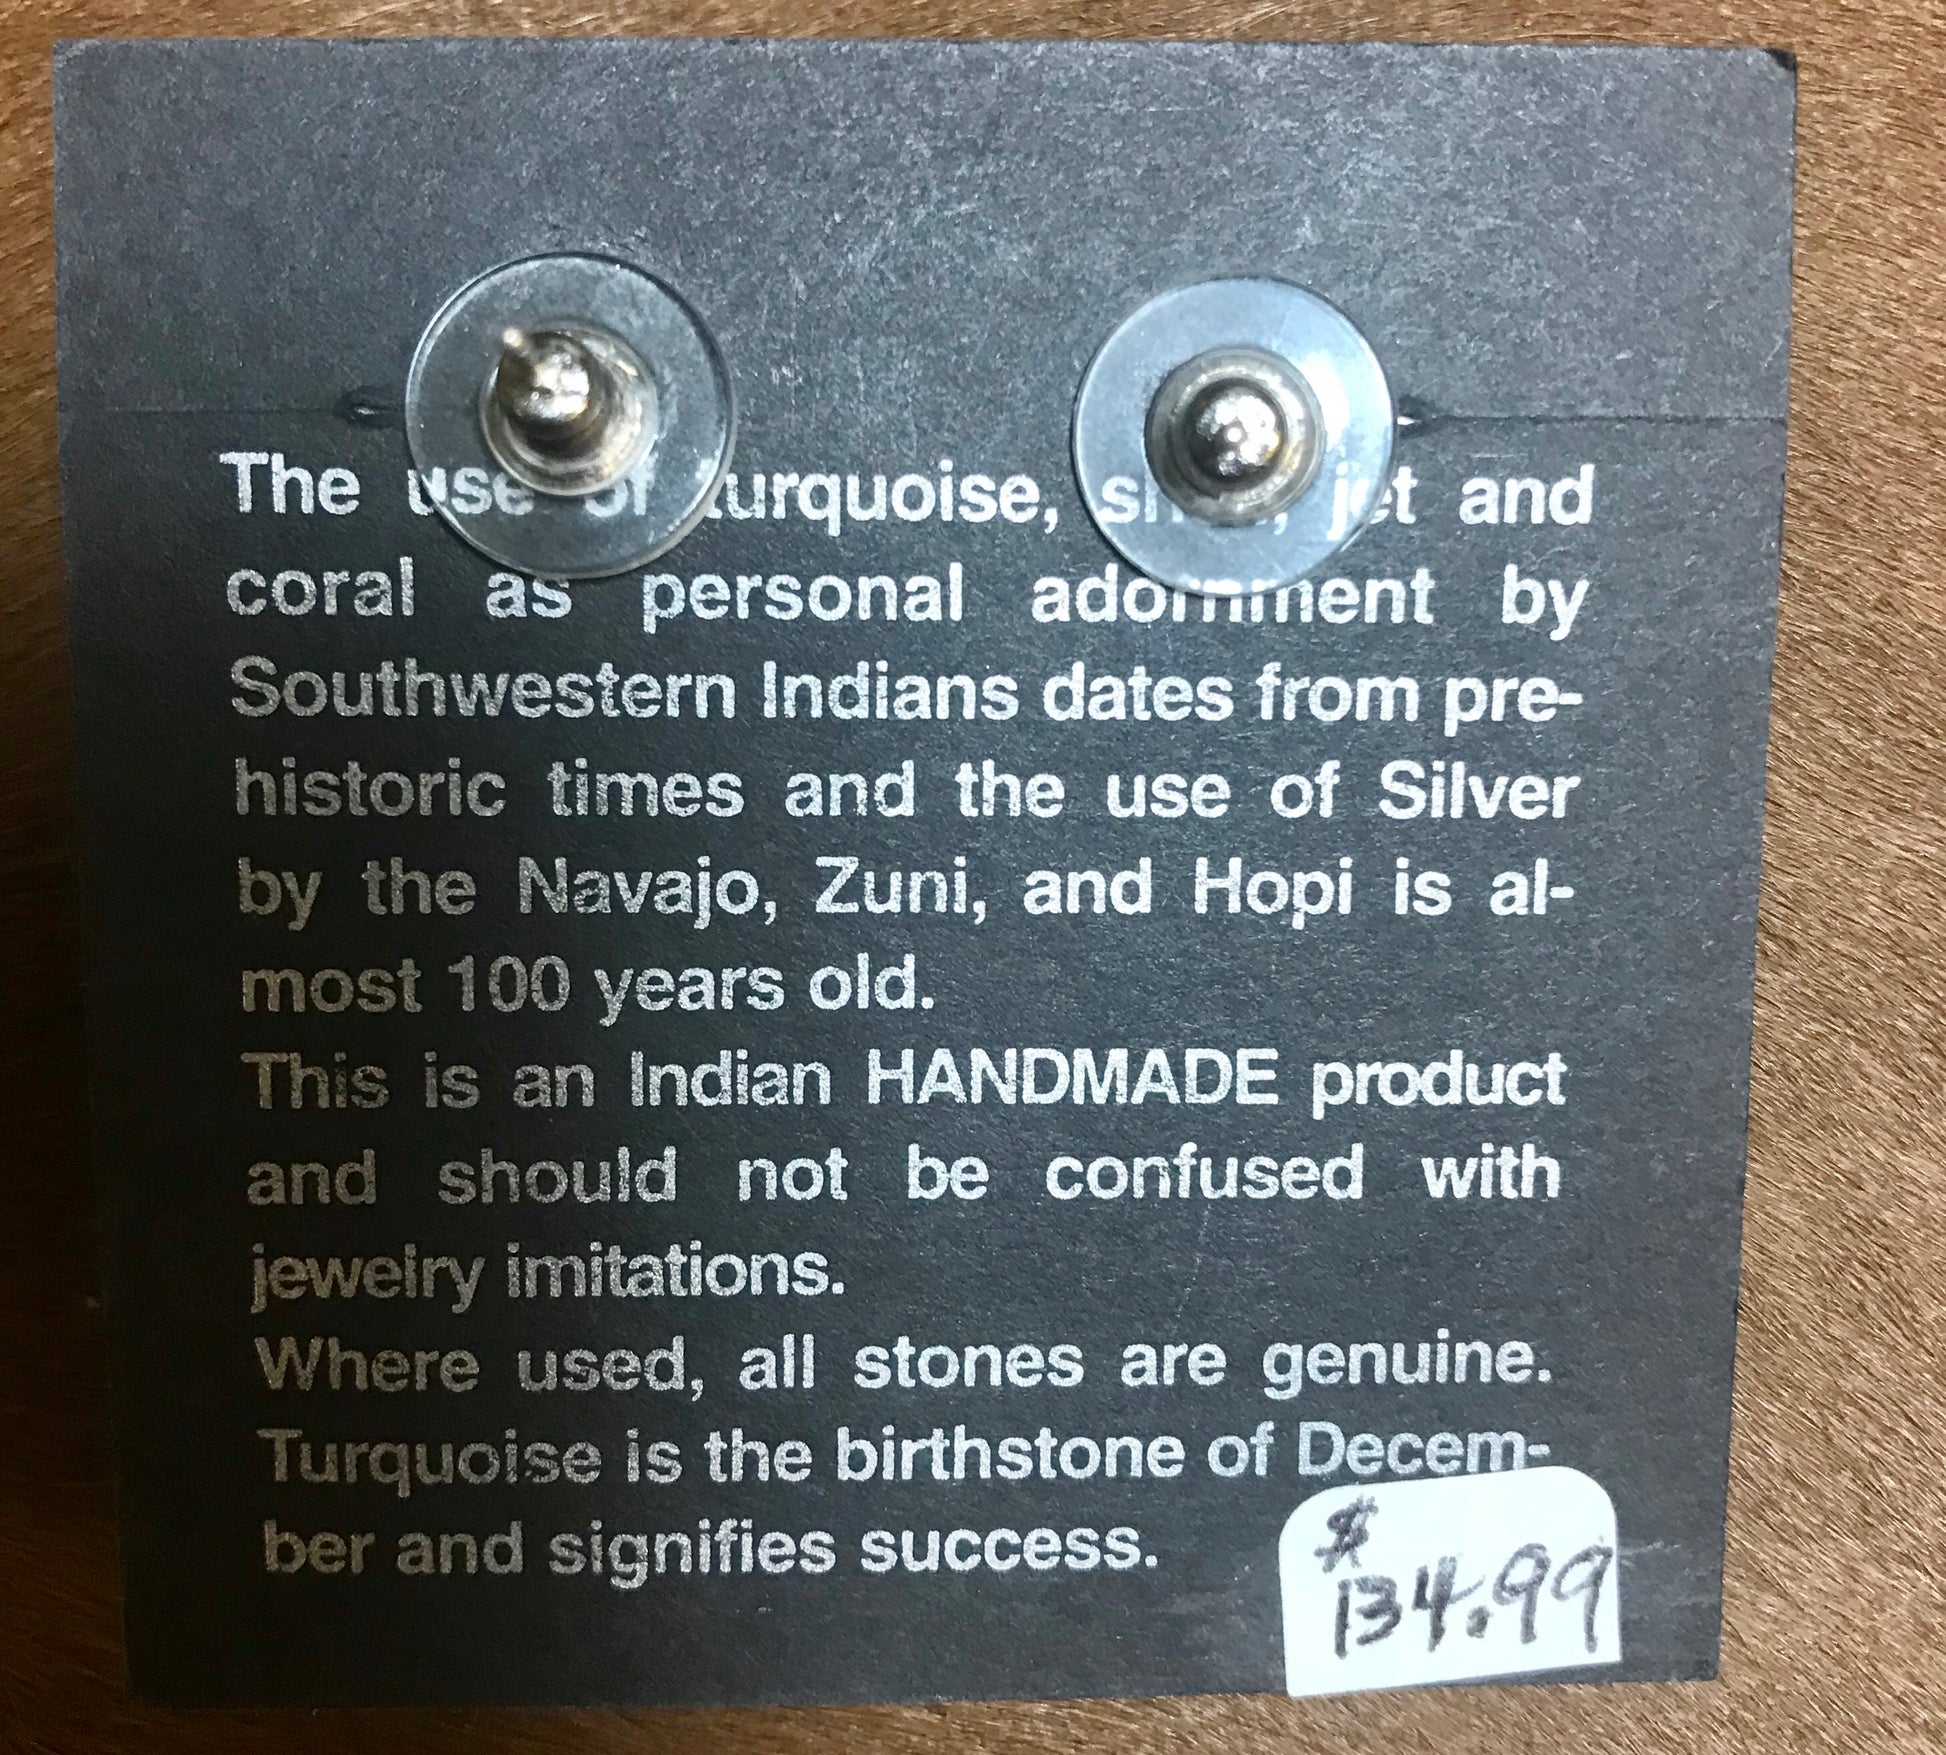 The use of turquoise, shell, jet and
coral as personal adornment by
Southwestern Indians dates from pre-
historic times and the use of Silver
by the Navajo, Zuni, and Hopi is al-
most 100 years old.
This is an Indian HANDMADE product
and should not be confused with
jewelry imitations.
Where used, all stones are genuine.
Turquoise is the birthstone of Decem-
ber and signifies success.
$
134.99